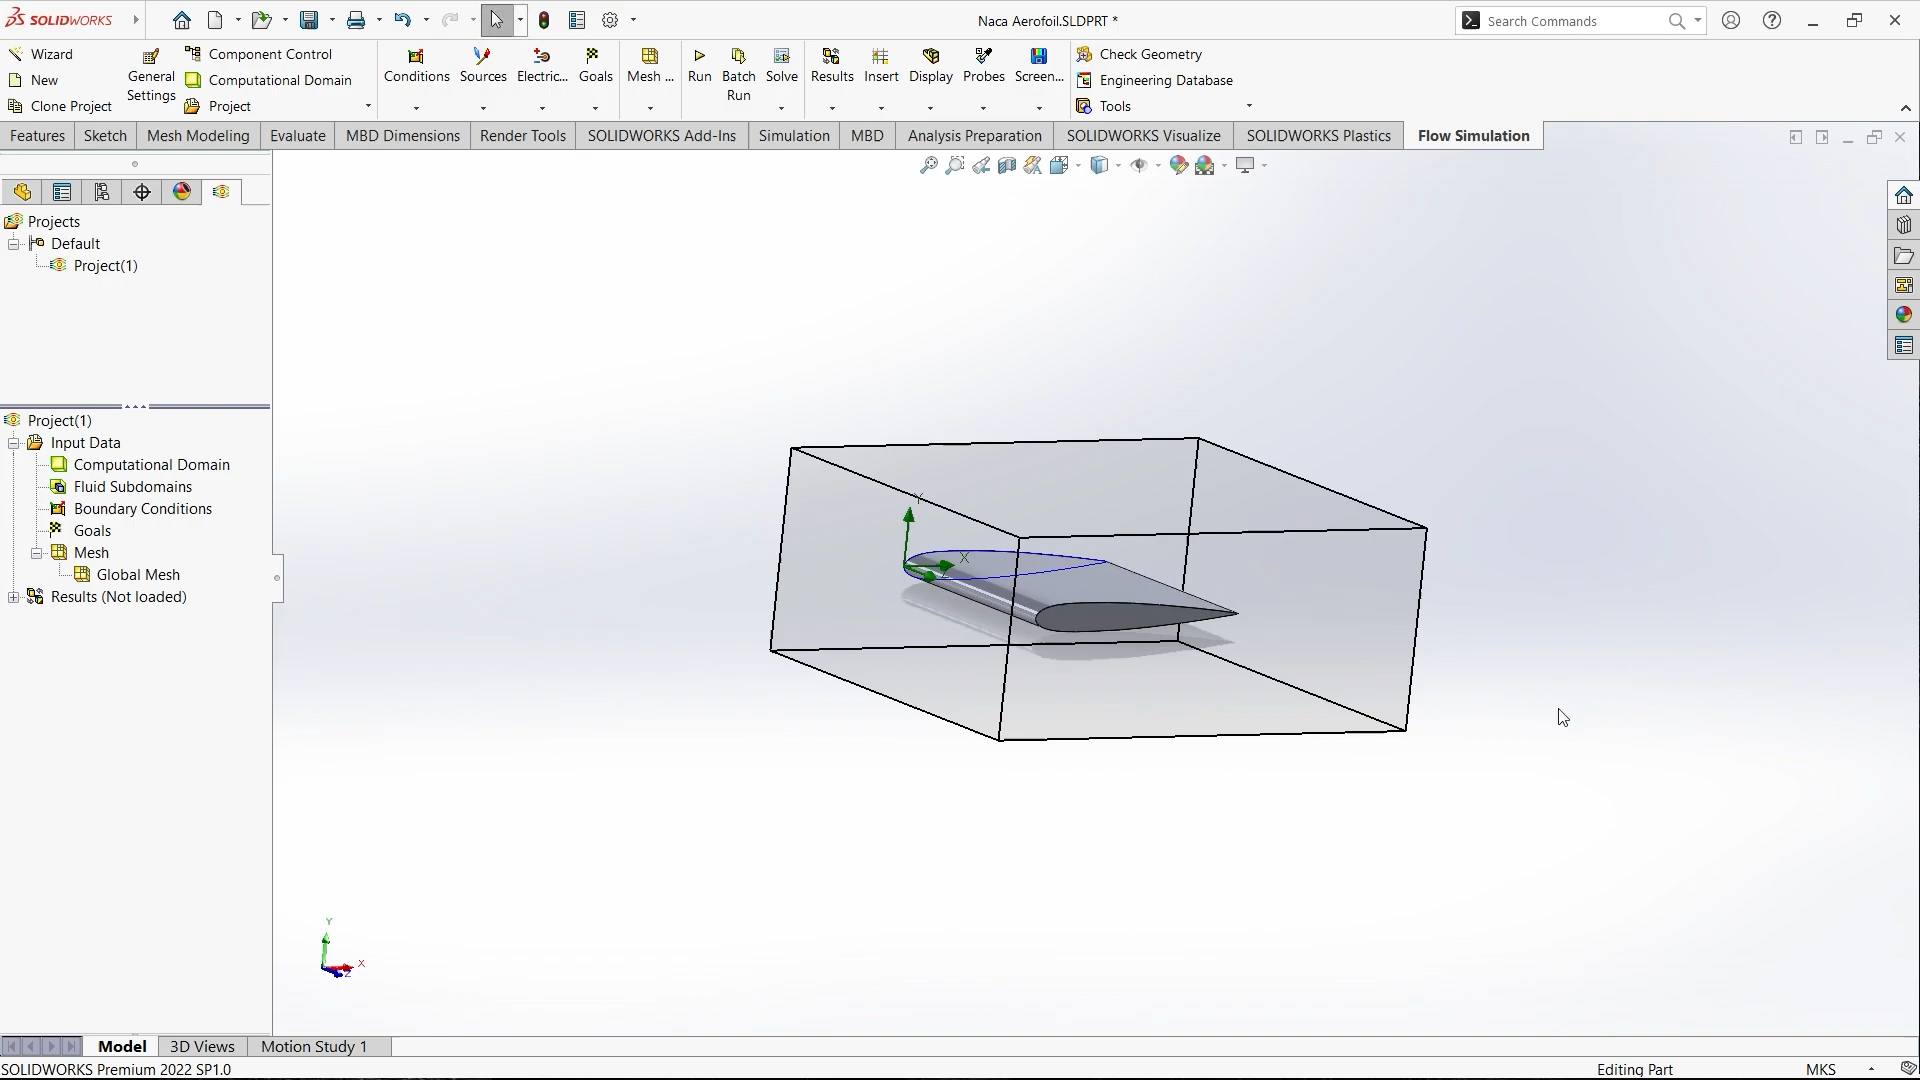 SOLIDWORKS
Naca Aerofoil.SLDPRT *
Search Commands
Wizard
New
Clone Project
General Settings
Component Control
Computational Domain
Project
Conditions
Sources
Electric...
Goals
Mesh ...
Run
Batch Run
Solve
Results
Insert
Display
Probes
Screen...
Check Geometry
Engineering Database
Tools
Features
Sketch
Mesh Modeling
Evaluate
MBD Dimensions
Render Tools
SOLIDWORKS Add-Ins
Simulation
MBD
Analysis Preparation
SOLIDWORKS Visualize
SOLIDWORKS Plastics
Flow Simulation
Projects
Default
Project(1)
Project(1)
Input Data
Computational Domain
Fluid Subdomains
Boundary Conditions
Goals
Mesh
Global Mesh
Results (Not loaded)
Y
X
Z
Y
X
Z
Model
3D Views
Motion Study 1
SOLIDWORKS Premium 2022 SP1.0
Editing Part
MKS